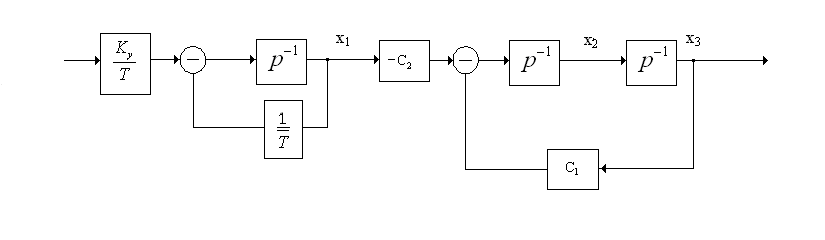 x₁
x₂
x₃
K_y
T
−
p⁻¹
−C₂
−
p⁻¹
p⁻¹
1
T
C₁